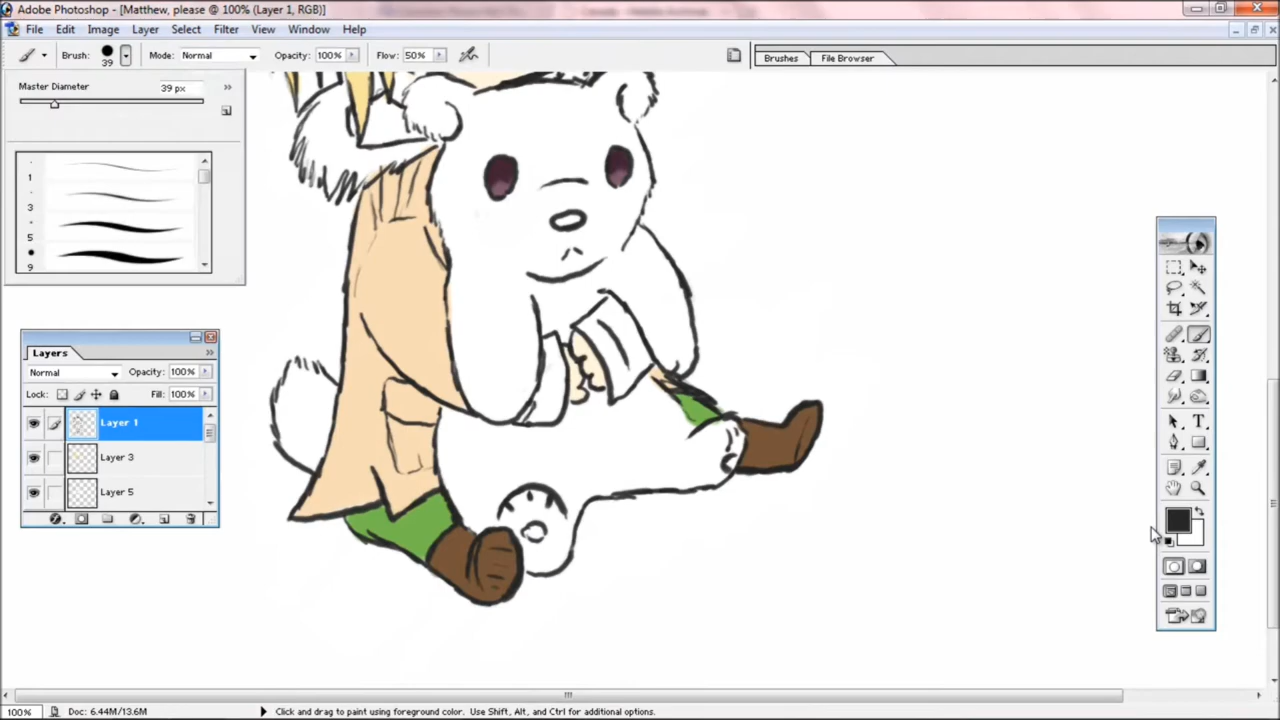 Adobe Photoshop - [Matthew, please @ 100% (Layer 1, RGB)]
File Edit Image Layer Select Filter View Window Help
Brush: 39 Mode: Normal Opacity: 100% Flow: 50% Brushes File Browser
Master Diameter 39 px
1
3
5
9
Layers
Normal Opacity: 100%
Lock: Fill: 100%
Layer 1
Layer 3
Layer 5
100% Doc: 6.44M/13.6M Click and drag to paint using foreground color. Use Shift, Alt, and Ctrl for additional options.